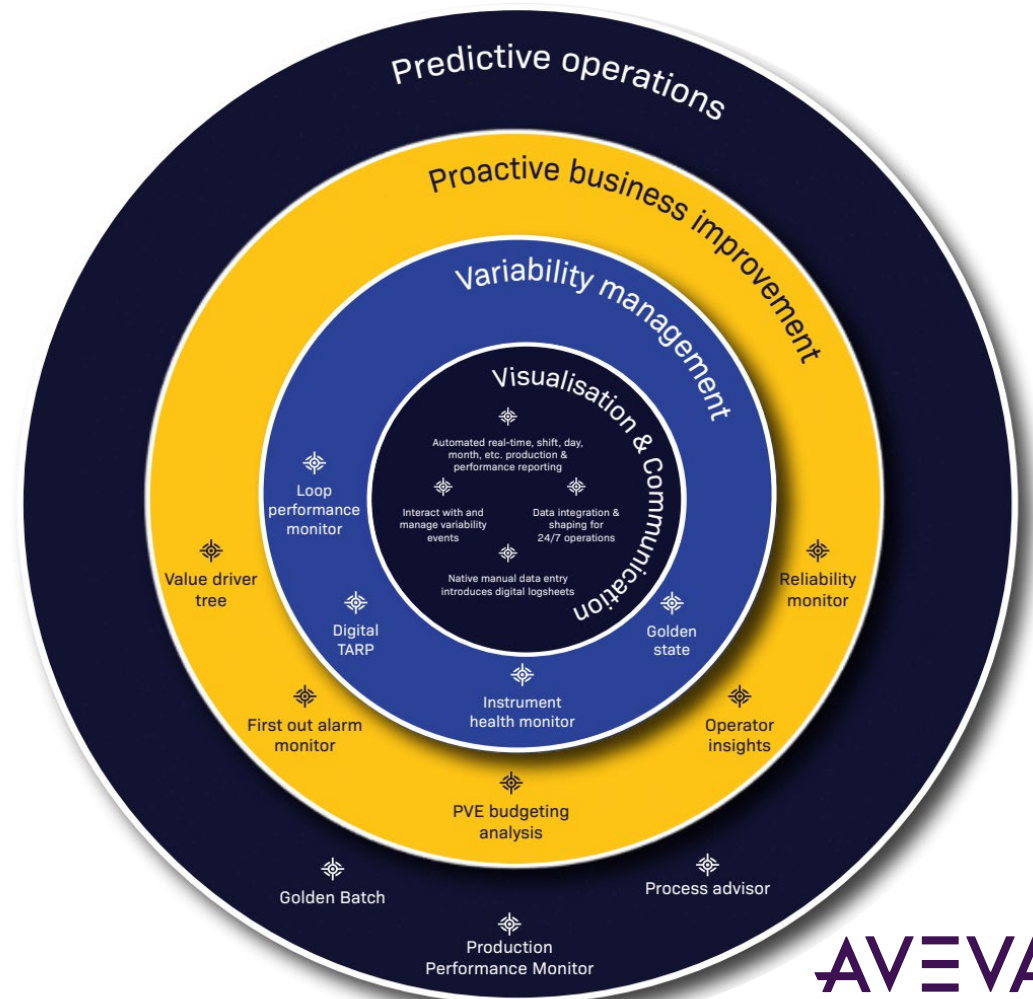 Predictive operations
Proactive business improvement
Variability management
Visualisation & Communication
Automated real-time, shift, day,
month, etc. production &
performance reporting
Interact with and
manage variability
events
Data integration &
shaping for
24/7 operations
Native manual data entry
introduces digital logsheets
Loop
performance
monitor
Digital
TARP
Instrument
health monitor
Golden
state
Value driver
tree
First out alarm
monitor
PVE budgeting
analysis
Operator
insights
Reliability
monitor
Golden Batch
Production
Performance Monitor
Process advisor
AVEVA